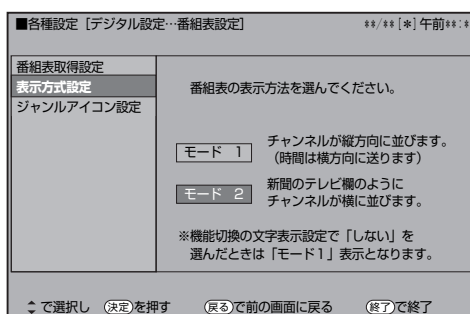 ■各種設定［デジタル設定…番組表設定］ **/**[*]午前**:*
番組表取得設定
表示方式設定
ジャンルアイコン設定
番組表の表示方法を選んでください。
モード 1
チャンネルが縦方向に並びます。
（時間は横方向に送ります）
モード 2
新聞のテレビ欄のように
チャンネルが横に並びます。
※機能切換の文字表示設定で「しない」を
選んだときは「モード１」表示となります。
で選択し 決定を押す 戻るで前の画面に戻る 終了で終了